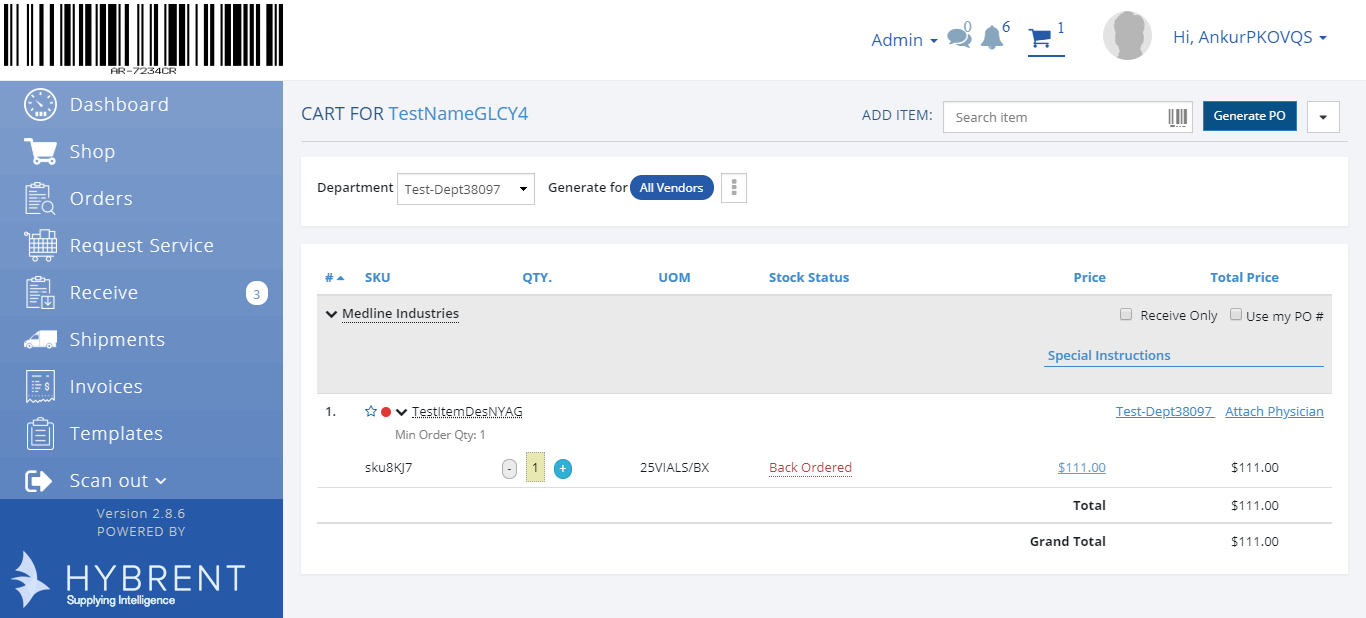 AR-7234CR
Admin 0 6 1 Hi, AnkurPKOVQS
Dashboard
Shop
Orders
Request Service
Receive 3
Shipments
Invoices
Templates
Scan out
Version 2.8.6
POWERED BY
HYBRENT
Supplying Intelligence
CART FOR TestNameGLCY4 ADD ITEM: Search item Generate PO
Department Test-Dept38097 Generate for All Vendors
# SKU QTY. UOM Stock Status Price Total Price
Medline Industries Receive Only Use my PO #
Special Instructions
1. TestItemDesNYAG Test-Dept38097 Attach Physician
Min Order Qty: 1
sku8KJ7 - 1 + 25VIALS/BX Back Ordered $111.00 $111.00
Total $111.00
Grand Total $111.00